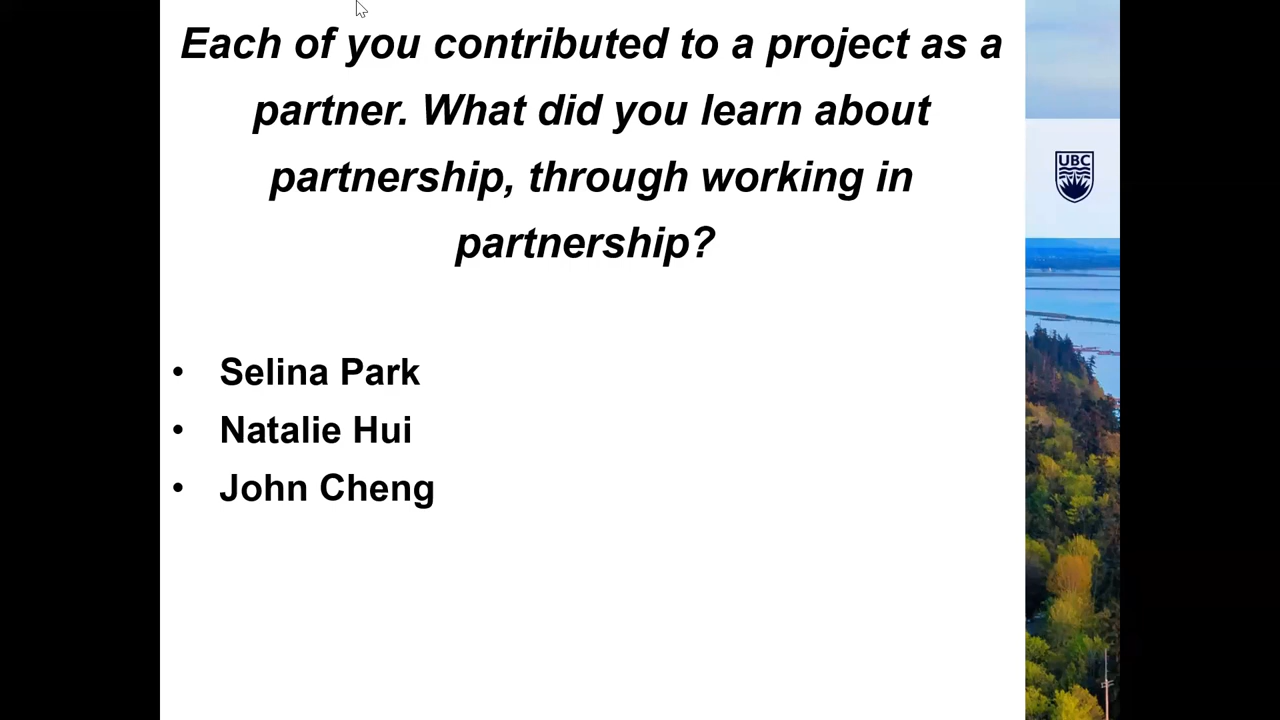 Each of you contributed to a project as a
partner. What did you learn about
partnership, through working in
partnership?
UBC
• Selina Park
• Natalie Hui
• John Cheng